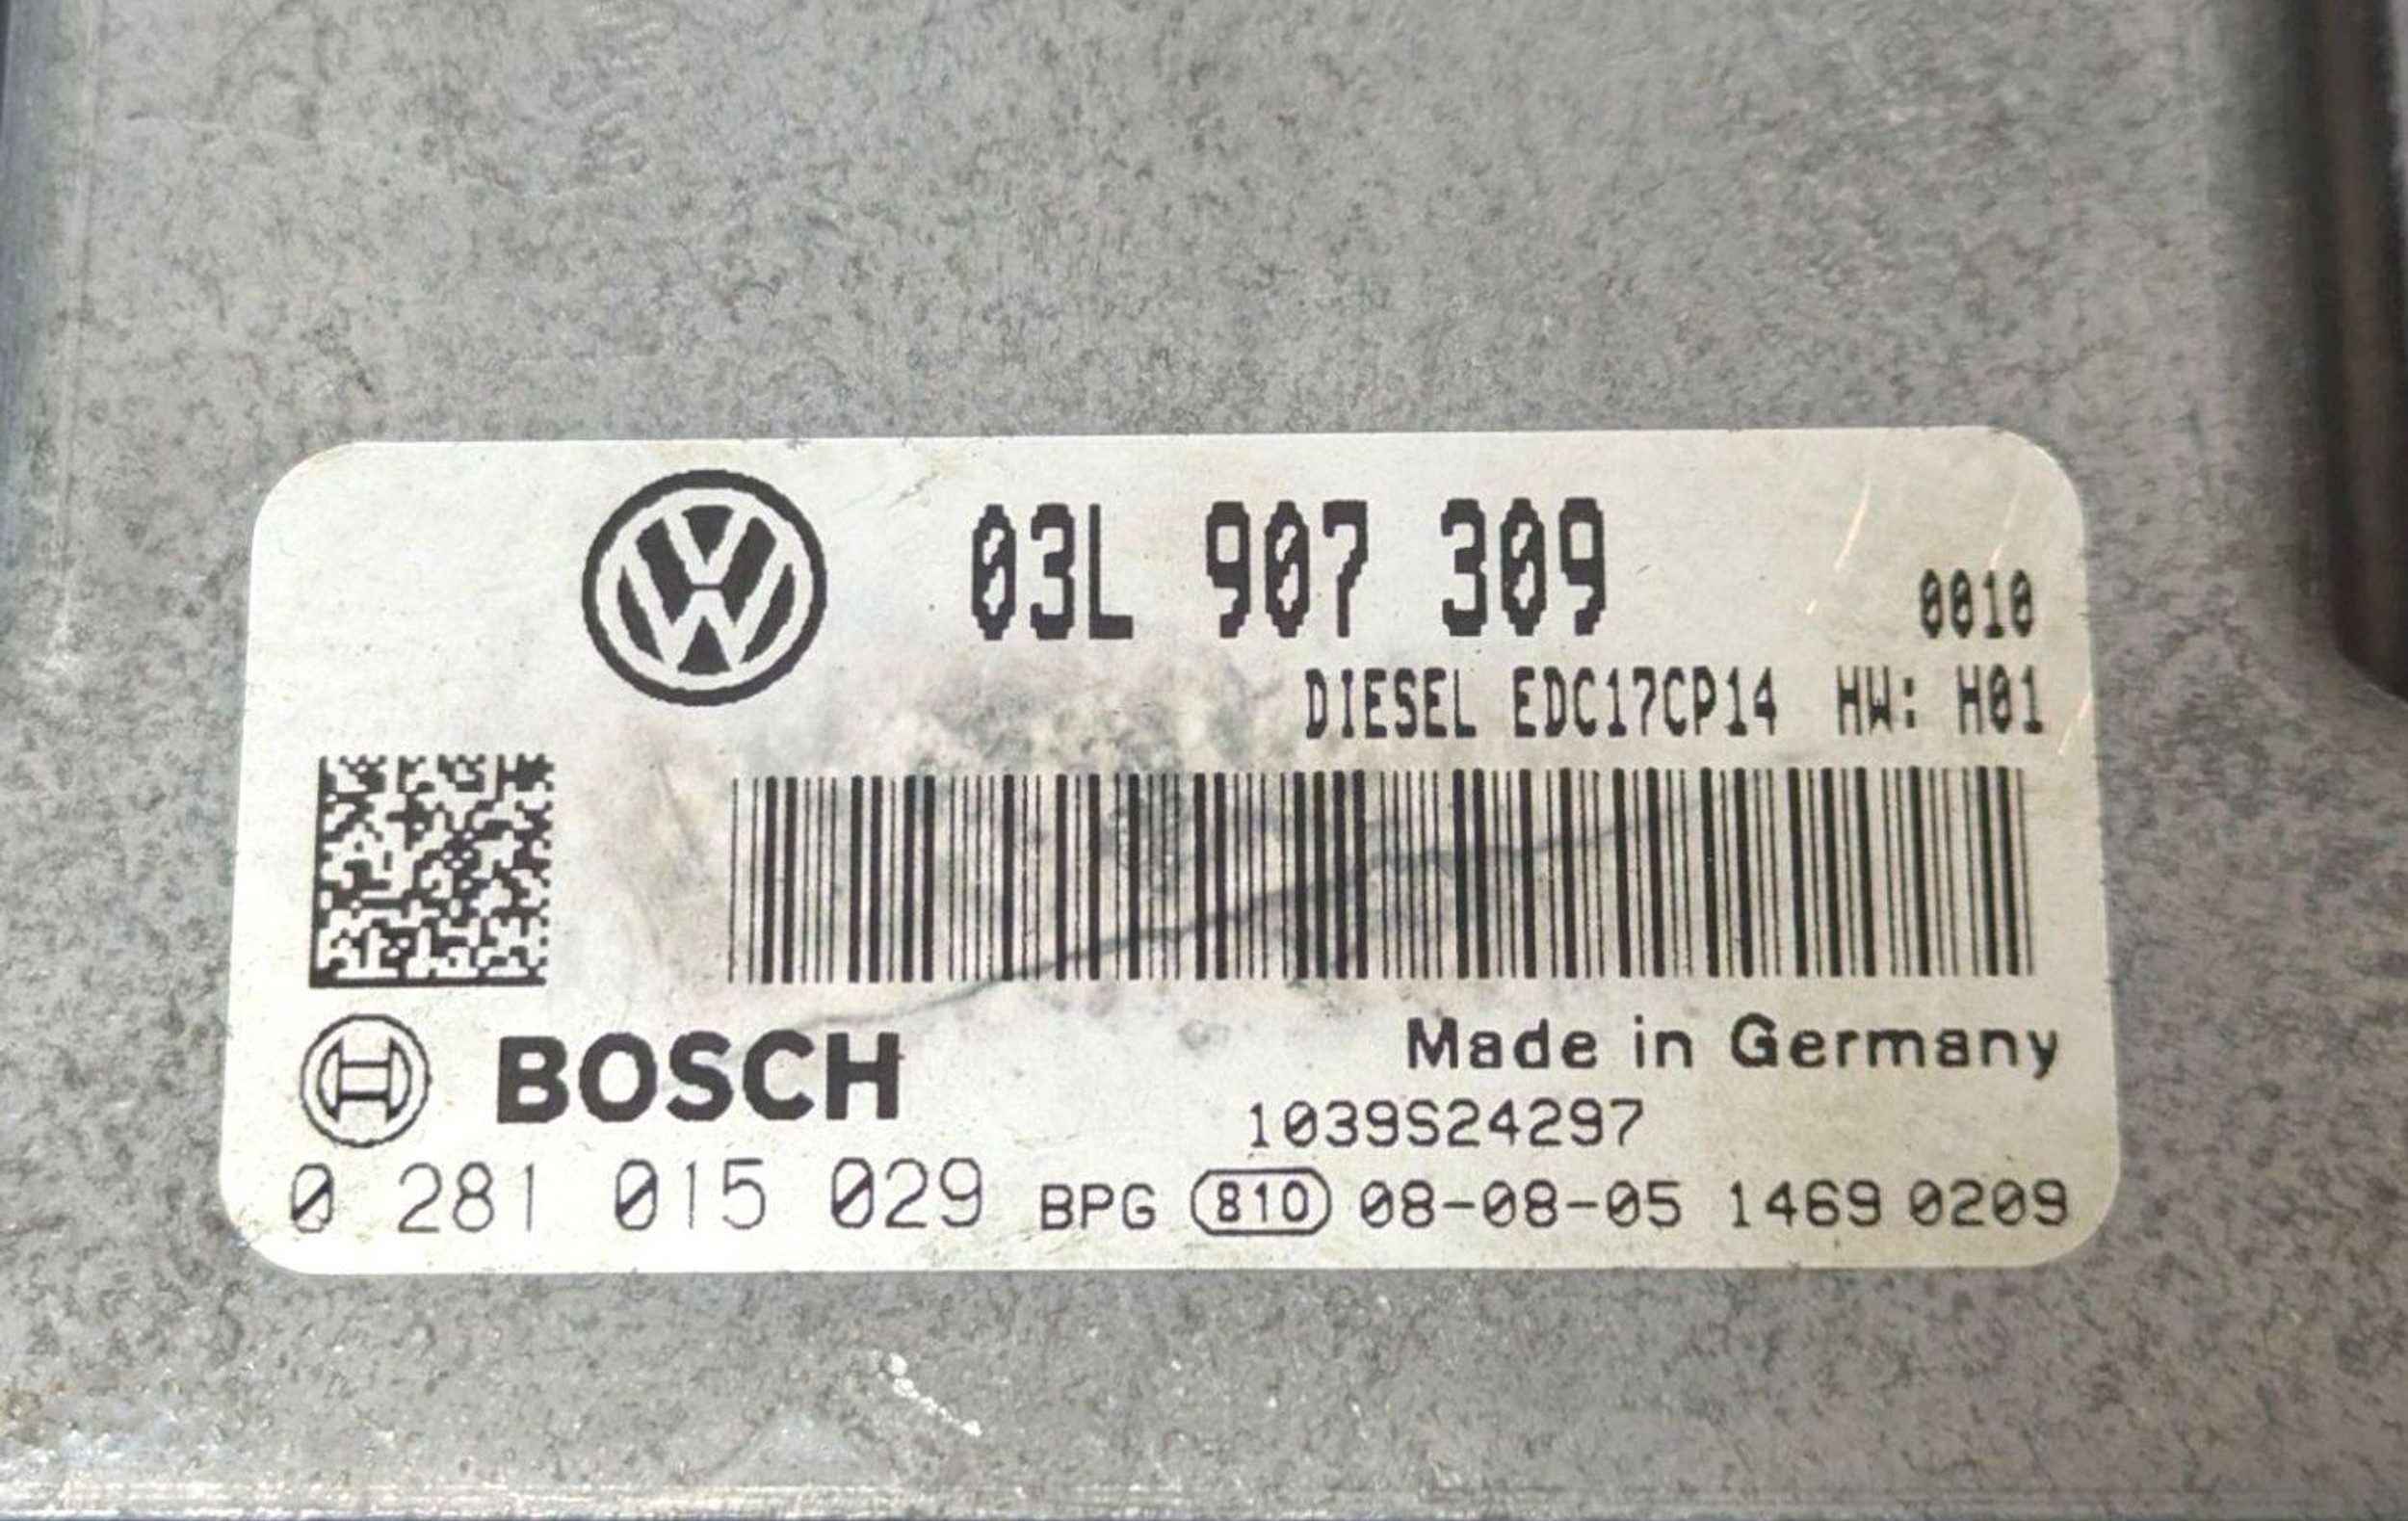 03L 907 309
0010
DIESEL EDC17CP14 HW: H01
BOSCH
Made in Germany
1039S24297
0 281 015 029 BPG 810 08-08-05 1469 0209